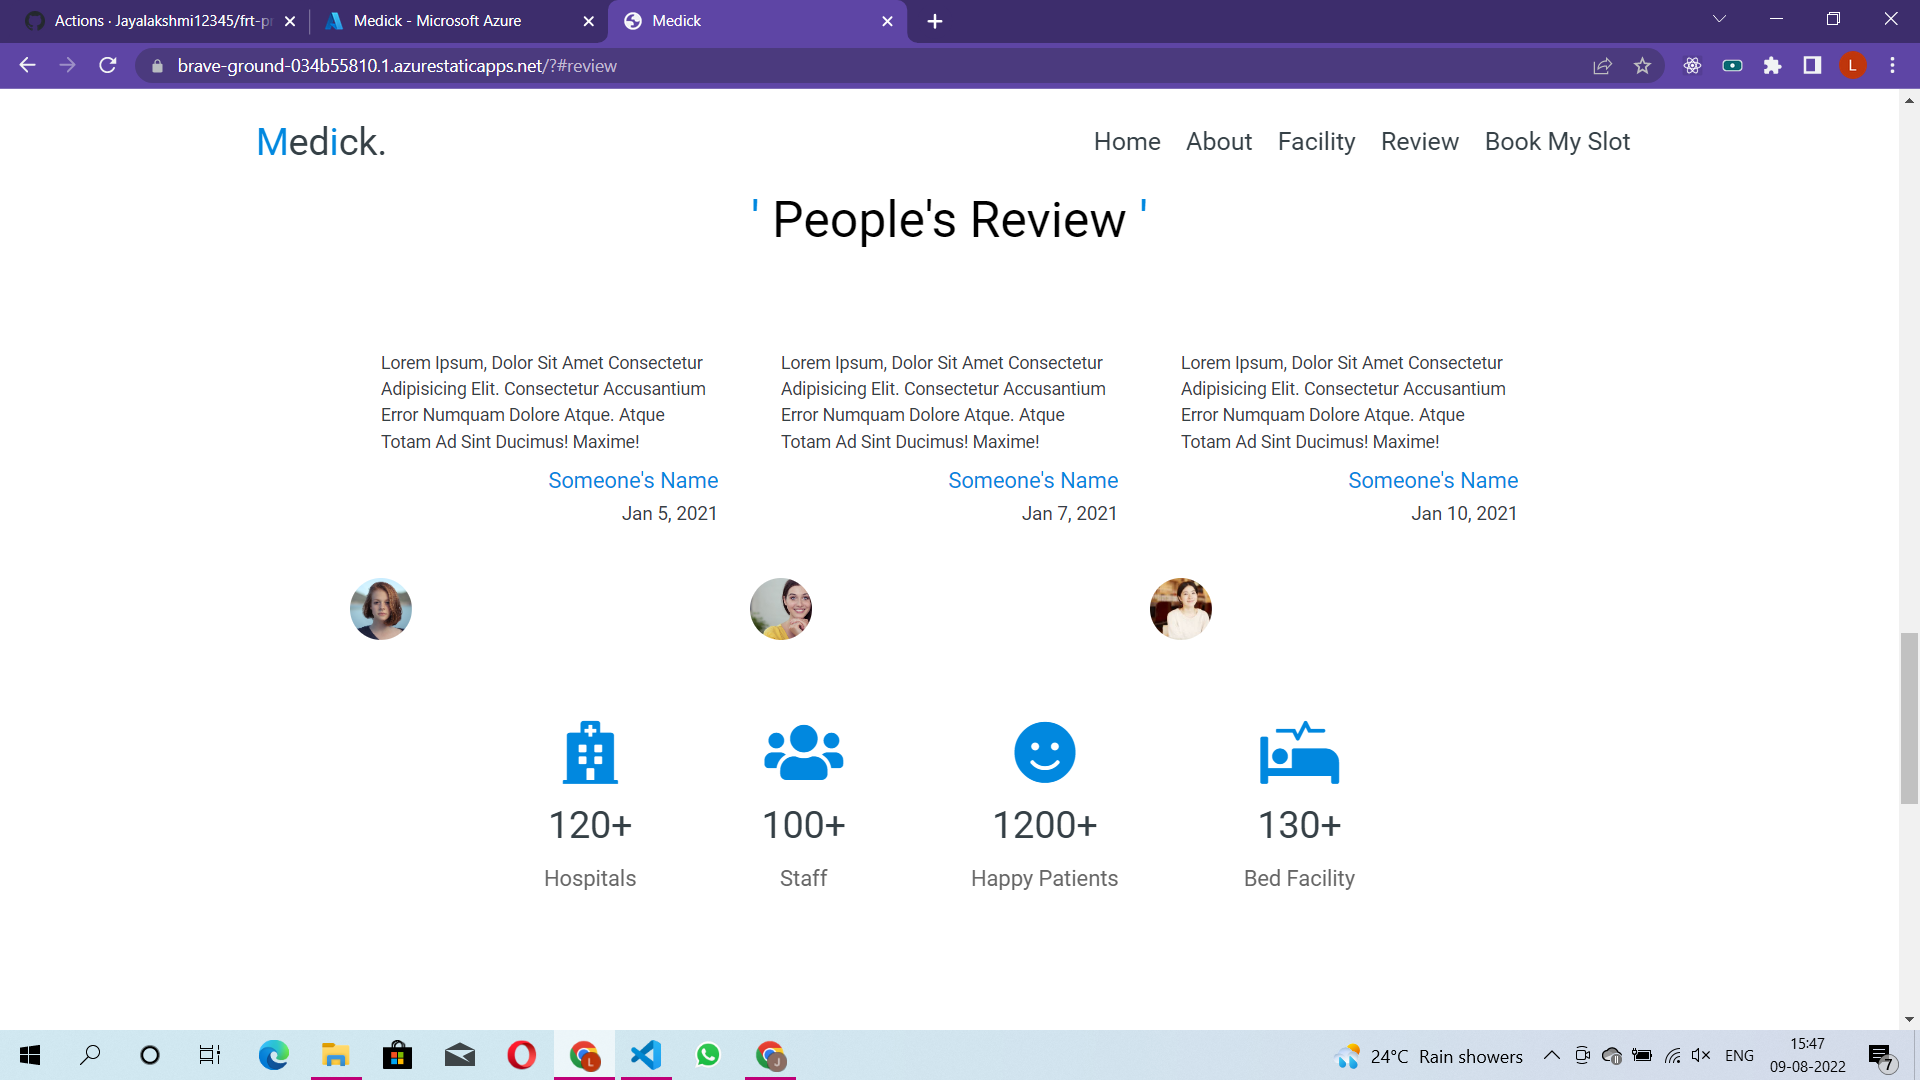 Actions · Jayalakshmi12345/frt-pr
Medick - Microsoft Azure
Medick
brave-ground-034b55810.1.azurestaticapps.net/?#review
L
Medick.
Home About Facility Review Book My Slot
' People's Review '
Lorem Ipsum, Dolor Sit Amet Consectetur
Adipisicing Elit. Consectetur Accusantium
Error Numquam Dolore Atque. Atque
Totam Ad Sint Ducimus! Maxime!
Someone's Name
Jan 5, 2021
Lorem Ipsum, Dolor Sit Amet Consectetur
Adipisicing Elit. Consectetur Accusantium
Error Numquam Dolore Atque. Atque
Totam Ad Sint Ducimus! Maxime!
Someone's Name
Jan 7, 2021
Lorem Ipsum, Dolor Sit Amet Consectetur
Adipisicing Elit. Consectetur Accusantium
Error Numquam Dolore Atque. Atque
Totam Ad Sint Ducimus! Maxime!
Someone's Name
Jan 10, 2021
120+
Hospitals
100+
Staff
1200+
Happy Patients
130+
Bed Facility
L
J
24°C Rain showers
ENG
15:47
09-08-2022
7